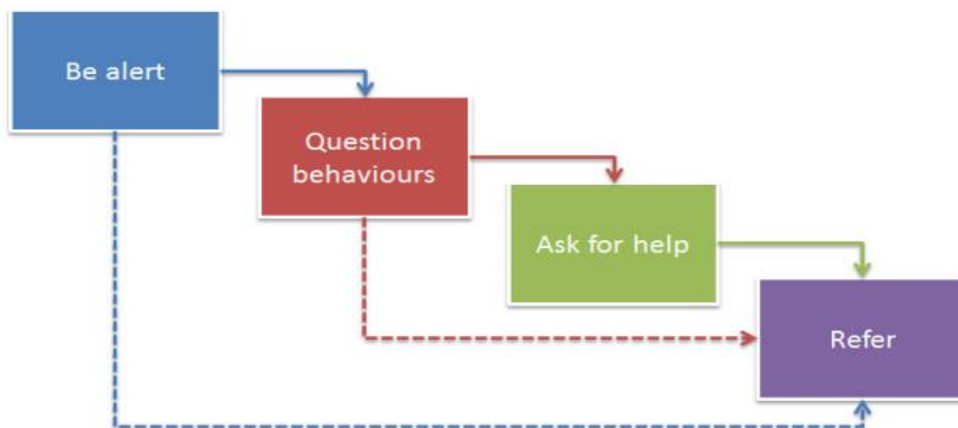 Be alert
Question
behaviours
Ask for help
Refer